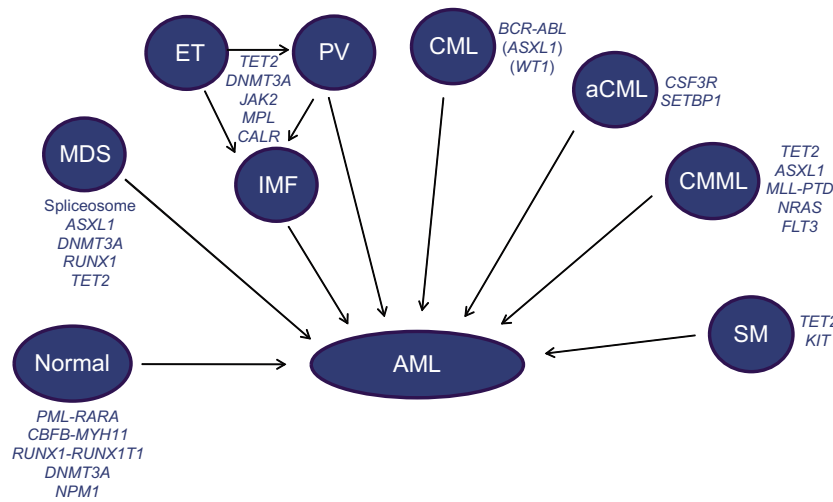 ET
PV
TET2
DNMT3A
JAK2
MPL
CALR
CML
BCR-ABL
(ASXL1)
(WT1)
aCML
CSF3R
SETBP1
MDS
Spliceosome
ASXL1
DNMT3A
RUNX1
TET2
IMF
CMML
TET2
ASXL1
MLL-PTD
NRAS
FLT3
Normal
PML-RARA
CBFB-MYH11
RUNX1-RUNX1T1
DNMT3A
NPM1
AML
SM
TET2
KIT